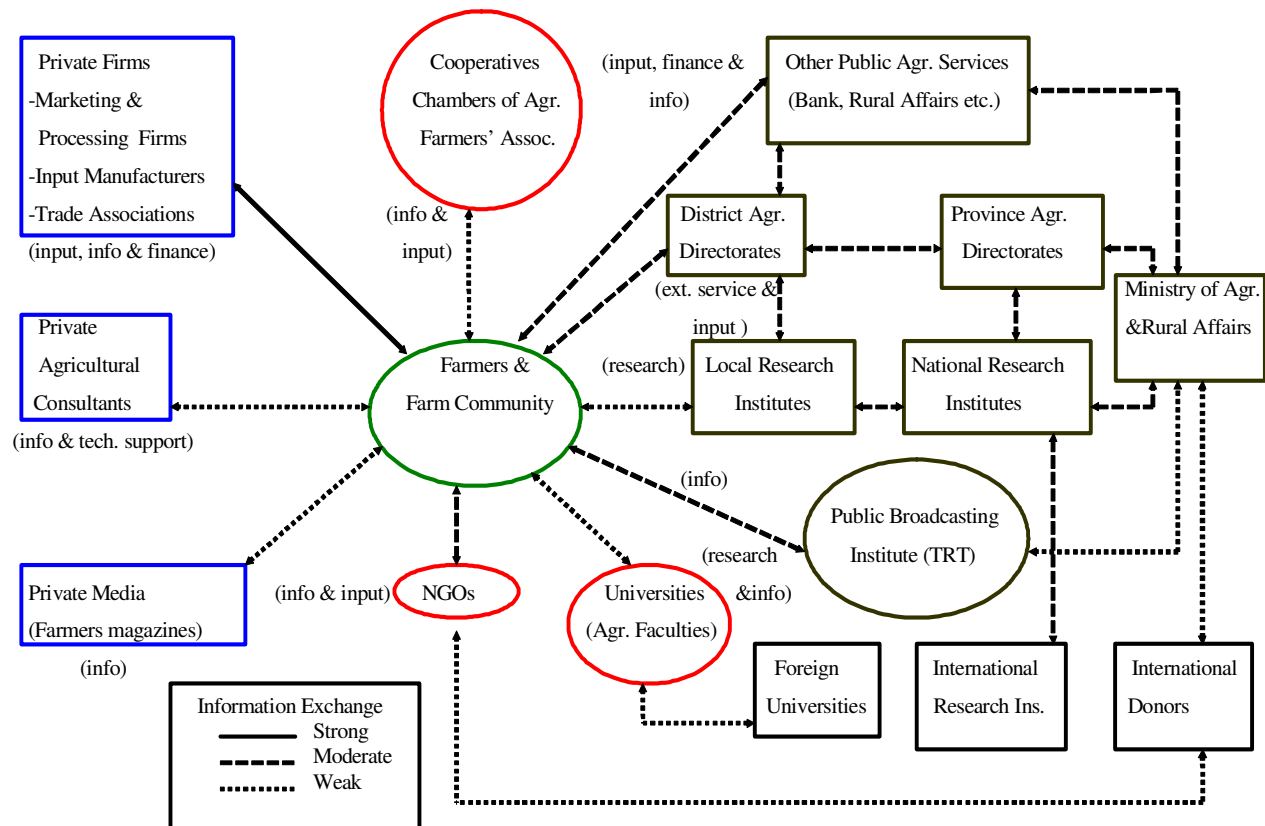 Private Firms
-Marketing &
Processing Firms
-Input Manufacturers
-Trade Associations
(input, info & finance)
Cooperatives
Chambers of Agr.
Farmers' Assoc.
(info &
input)
(input, finance &
info)
Other Public Agr. Services
(Bank, Rural Affairs etc.)
District Agr.
Directorates
(ext. service &
input )
Province Agr.
Directorates
Ministry of Agr.
&Rural Affairs
Private
Agricultural
Consultants
(info & tech. support)
Farmers &
Farm Community
(research)
Local Research
Institutes
National Research
Institutes
(info)
Public Broadcasting
Institute (TRT)
Private Media
(Farmers magazines)
(info)
(info & input)
NGOs
(research
&info)
Universities
(Agr. Faculties)
Foreign
Universities
International
Research Ins.
International
Donors
Information Exchange
Strong
Moderate
Weak